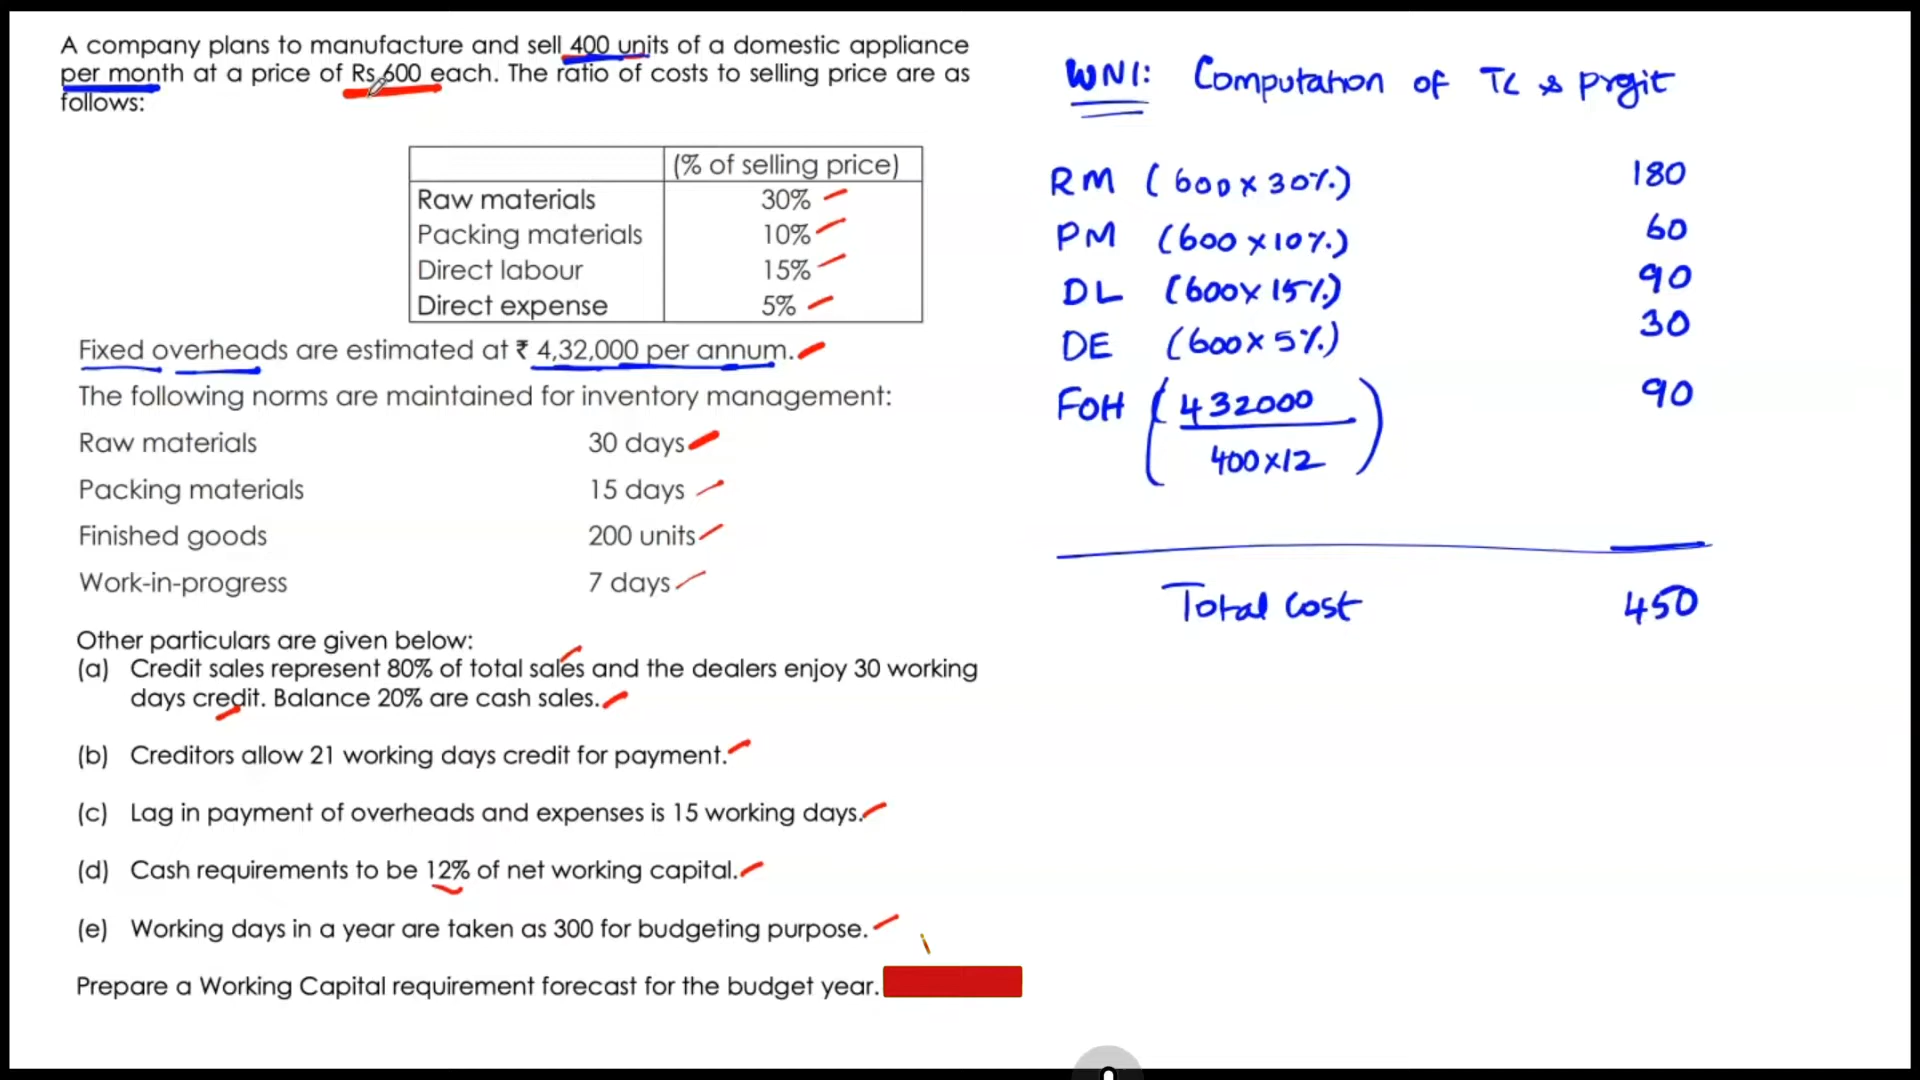 A company plans to manufacture and sell 400 units of a domestic appliance
per month at a price of Rs.600 each. The ratio of costs to selling price are as
follows:
(% of selling price)
Raw materials 30%
Packing materials 10%
Direct labour 15%
Direct expense 5%
Fixed overheads are estimated at ₹ 4,32,000 per annum.
The following norms are maintained for inventory management:
Raw materials 30 days
Packing materials 15 days
Finished goods 200 units
Work-in-progress 7 days
Other particulars are given below:
(a) Credit sales represent 80% of total sales and the dealers enjoy 30 working
days credit. Balance 20% are cash sales.
(b) Creditors allow 21 working days credit for payment.
(c) Lag in payment of overheads and expenses is 15 working days.
(d) Cash requirements to be 12% of net working capital.
(e) Working days in a year are taken as 300 for budgeting purpose.
Prepare a Working Capital requirement forecast for the budget year.
WN1: Computation of TC & Profit
RM (600 x 30%) 180
PM (600 x 10%) 60
DL (600 x 15%) 90
DE (600 x 5%) 30
FOH (432000 90
400 x 12)
Total Cost 450